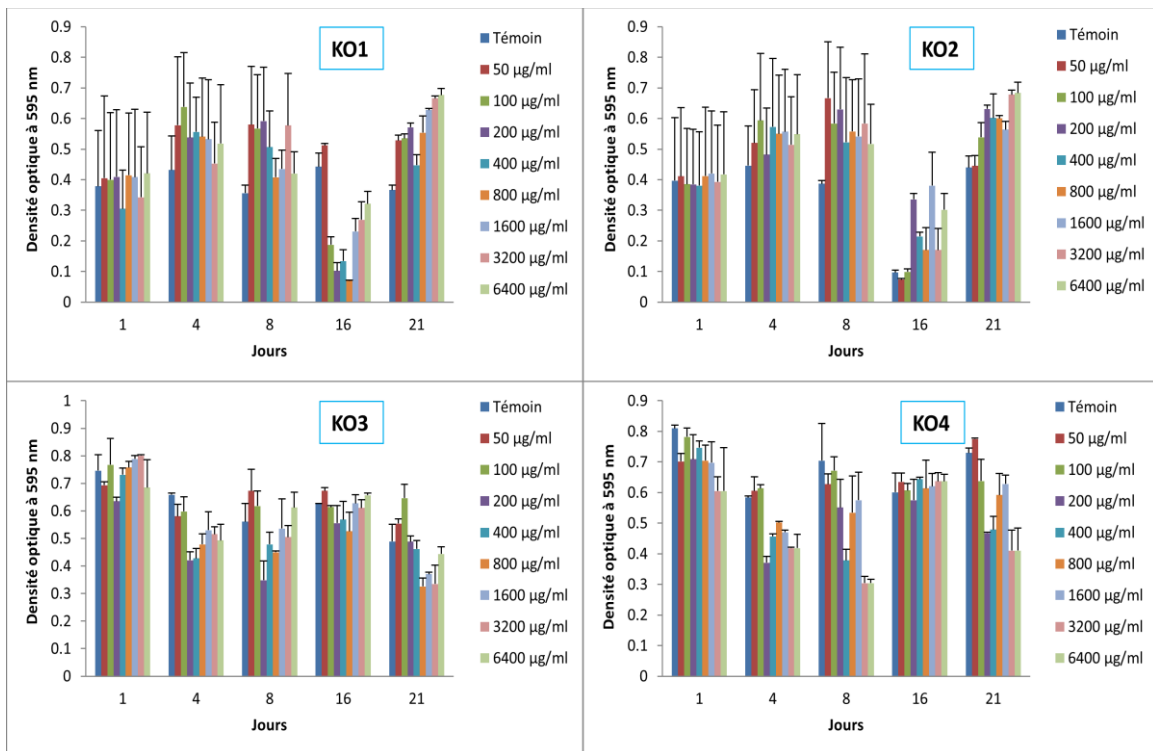 KO1
Densité optique à 595 nm
0.9
0.8
0.7
0.6
0.5
0.4
0.3
0.2
0.1
0
1 4 8 16 21
Jours
Témoin
50 µg/ml
100 µg/ml
200 µg/ml
400 µg/ml
800 µg/ml
1600 µg/ml
3200 µg/ml
6400 µg/ml
KO2
Densité optique à 595 nm
0.9
0.8
0.7
0.6
0.5
0.4
0.3
0.2
0.1
0
1 4 8 16 21
Jours
Témoin
50 µg/ml
100 µg/ml
200 µg/ml
400 µg/ml
800 µg/ml
1600 µg/ml
3200 µg/ml
6400 µg/ml
KO3
Densité optique à 595 nm
1
0.9
0.8
0.7
0.6
0.5
0.4
0.3
0.2
0.1
0
1 4 8 16 21
Jours
Témoin
50 µg/ml
100 µg/ml
200 µg/ml
400 µg/ml
800 µg/ml
1600 µg/ml
3200 µg/ml
6400 µg/ml
KO4
Densité optique à 595 nm
0.9
0.8
0.7
0.6
0.5
0.4
0.3
0.2
0.1
0
1 4 8 16 21
Jours
Témoin
50 µg/ml
100 µg/ml
200 µg/ml
400 µg/ml
800 µg/ml
1600 µg/ml
3200 µg/ml
6400 µg/ml